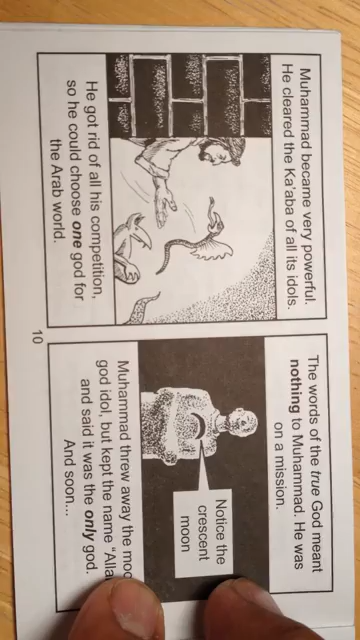 Muhammad became very powerful.
He cleared the Ka'aba of all its idols.
He got rid of all his competition,
so he could choose one god for
the Arab world.
The words of the true God meant
nothing to Muhammad. He was
on a mission.
Notice the
crescent
moon
Muhammad threw away the
god idol, but kept the name
and said it was the only god.
And soon...
10